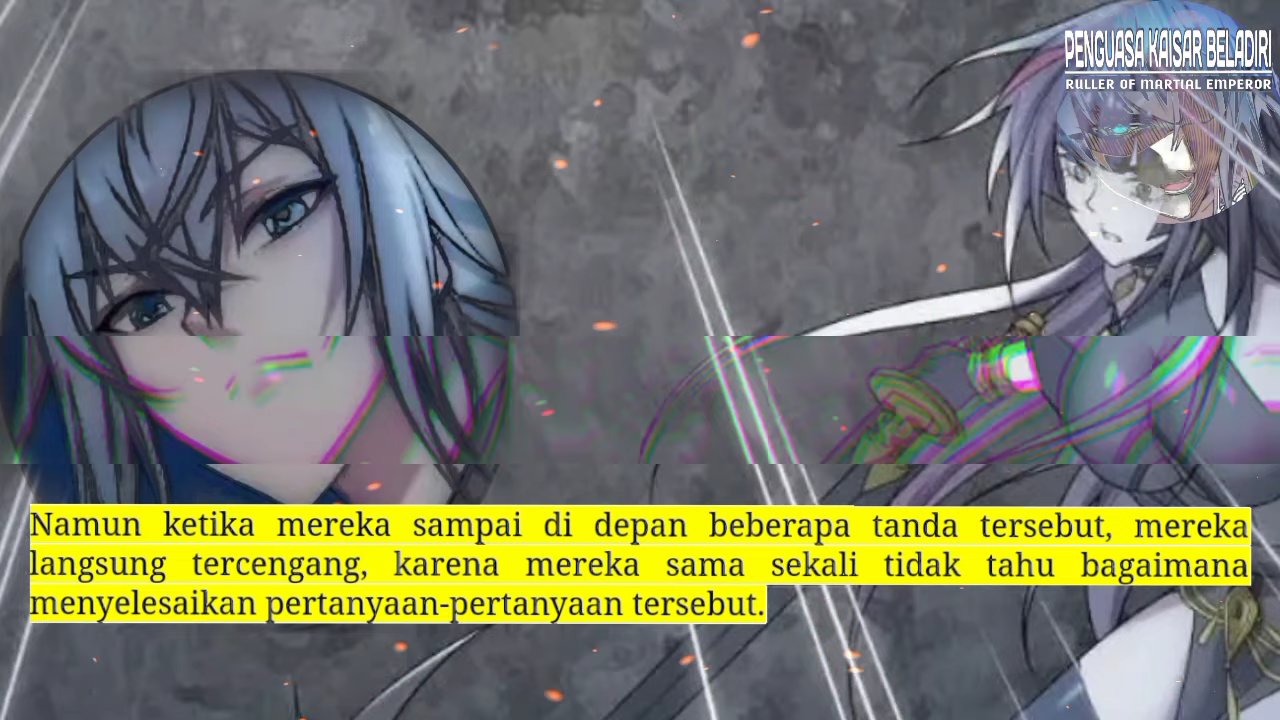 PENGUASA KAISAR BELADIRI
RULLER OF MARTIAL EMPEROR
Namun ketika mereka sampai di depan beberapa tanda tersebut, mereka
langsung tercengang, karena mereka sama sekali tidak tahu bagaimana
menyelesaikan pertanyaan-pertanyaan tersebut.